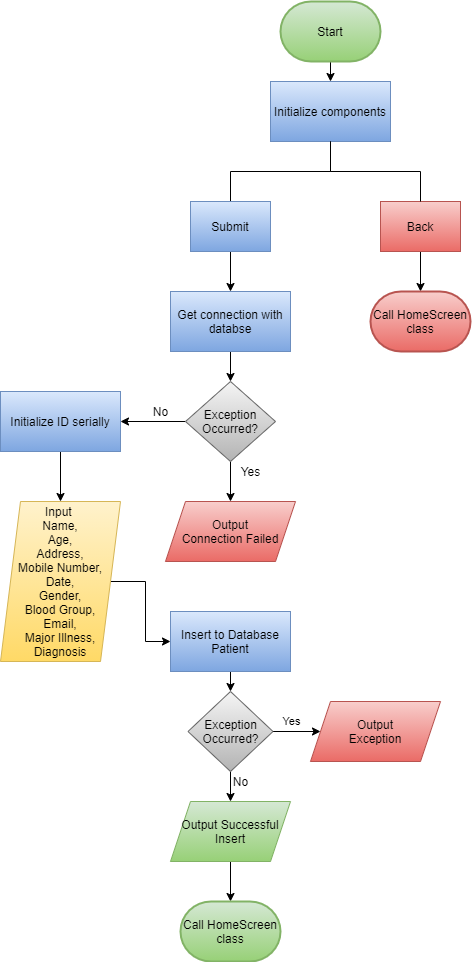 Start
Initialize components
Submit
Back
Get connection with
databse
Call HomeScreen
class
Exception
Occurred?
No
Initialize ID serially
Yes
Input
Name,
Age,
Address,
Mobile Number,
Date,
Gender,
Blood Group,
Email,
Major Illness,
Diagnosis
Output
Connection Failed
Insert to Database
Patient
Exception
Occurred?
Yes
Output
Exception
No
Output Successful
Insert
Call HomeScreen
class